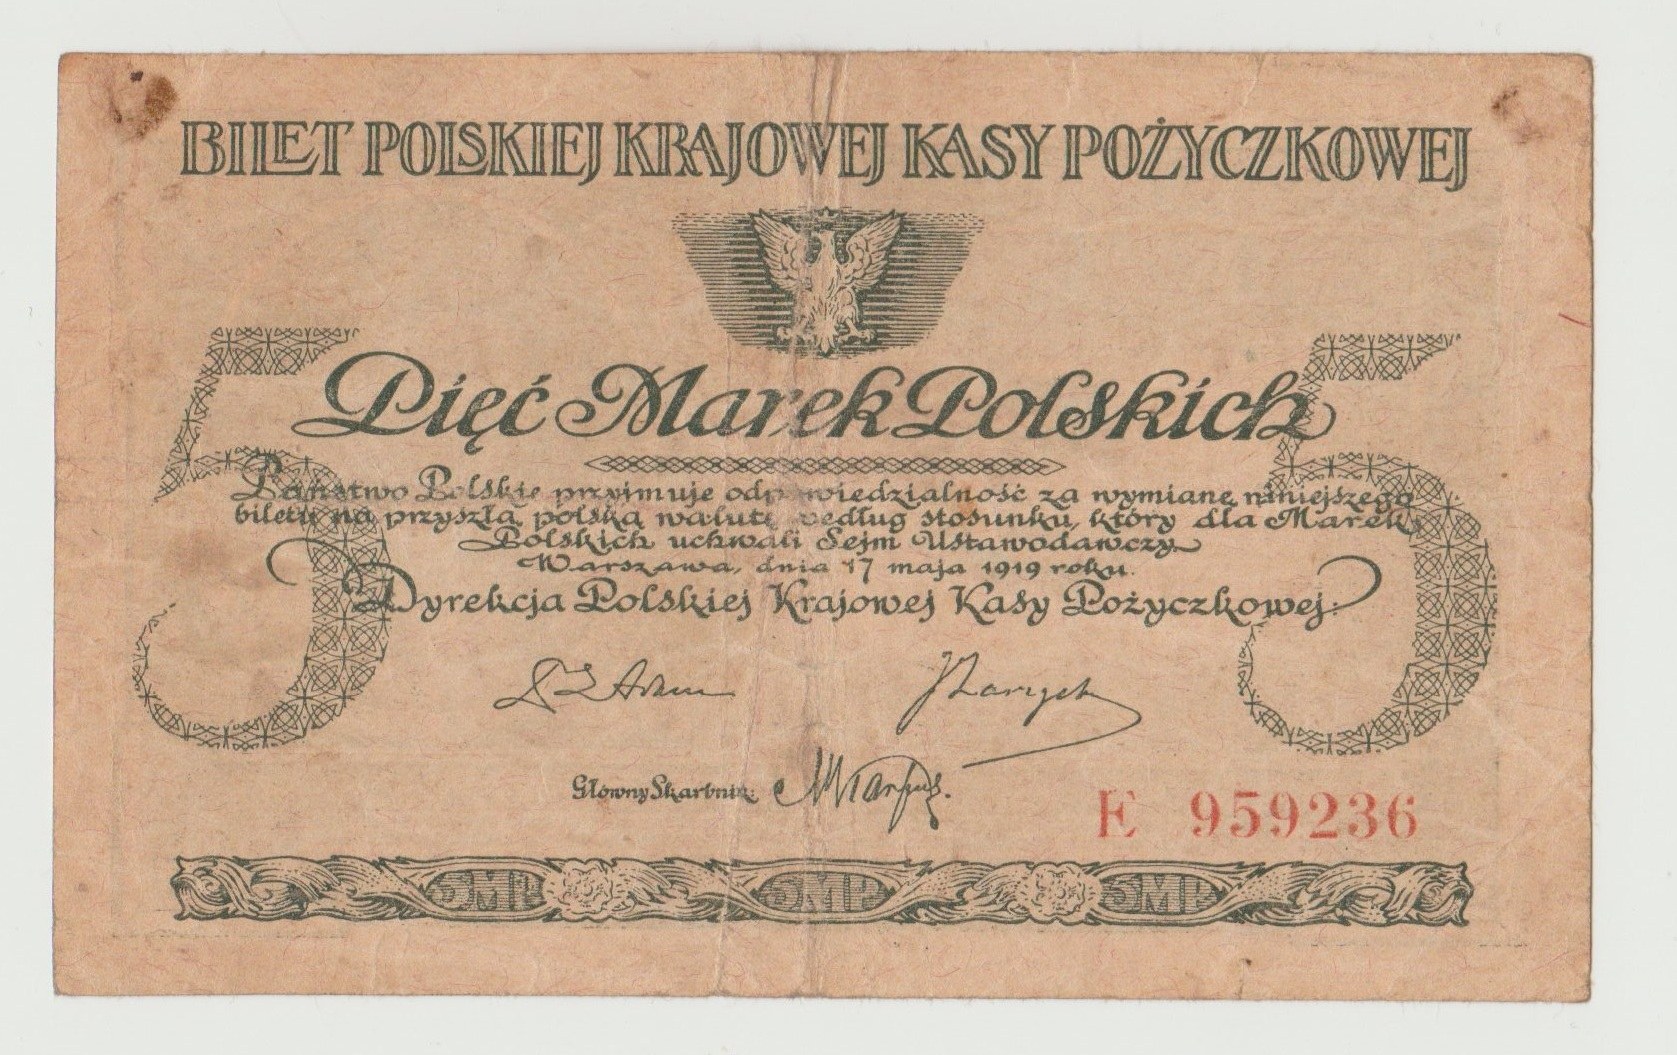 BILET POLSKIEJ KRAJOWEJ KASY POŻYCZKOWEJ
5 5
Pięć Marek Polskich
Państwo Polskie przyjmuje odpowiedzialność za wymianę niniejszego
biletu na przyszłą polską walutę według stosunku, który dla Marek
Polskich uchwali Sejm Ustawodawczy
Warszawa, dnia 17 maja 1919 roku.
Dyrekcja Polskiej Krajowej Kasy Pożyczkowej:
Główny Skarbnik:
E 959236
5MP 5MP 5MP